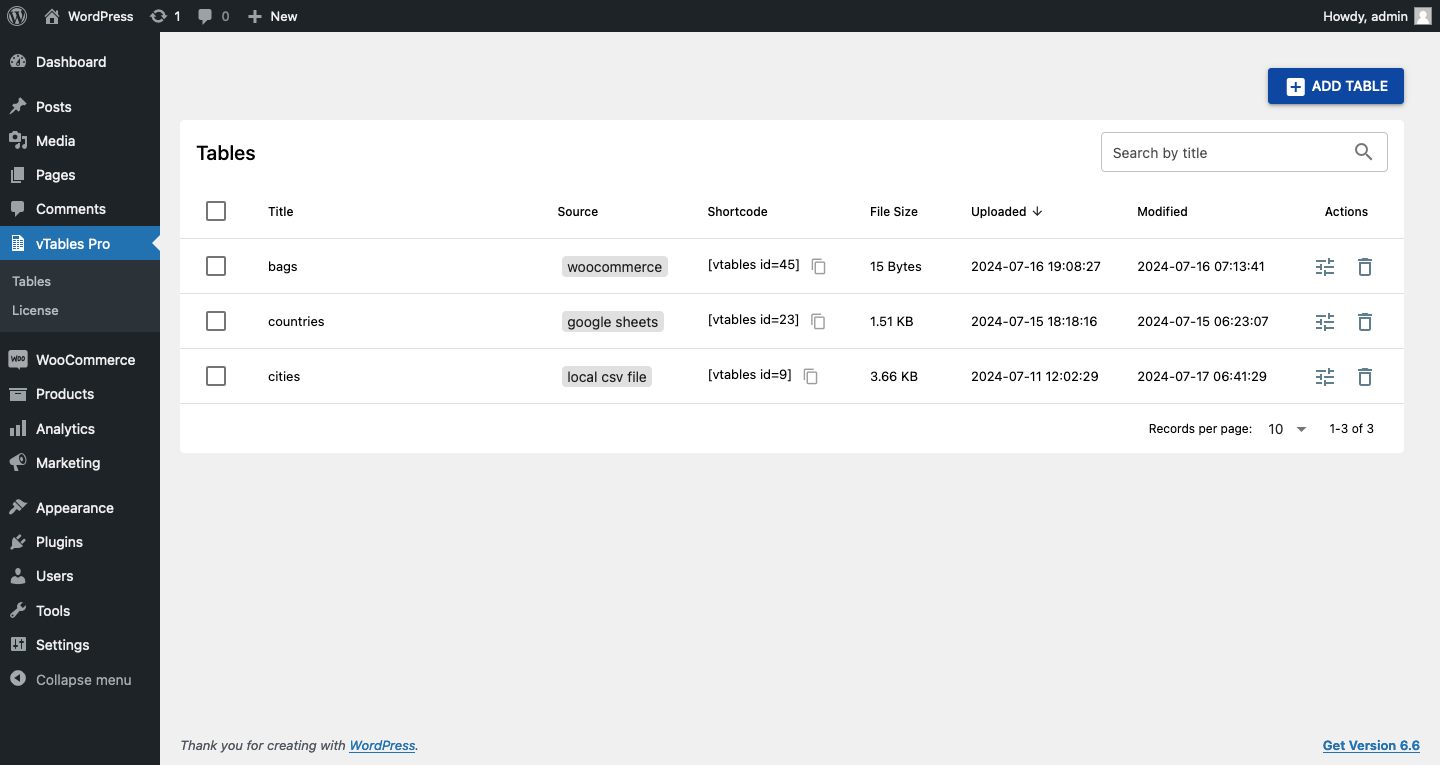 WordPress 1 0 New Howdy, admin
Dashboard
Posts
Media
Pages
Comments
vTables Pro
Tables
License
WooCommerce
Products
Analytics
Marketing
Appearance
Plugins
Users
Tools
Settings
Collapse menu
ADD TABLE
Tables Search by title
Title Source Shortcode File Size Uploaded Modified Actions
bags woocommerce [vtables id=45] 15 Bytes 2024-07-16 19:08:27 2024-07-16 07:13:41
countries google sheets [vtables id=23] 1.51 KB 2024-07-15 18:18:16 2024-07-15 06:23:07
cities local csv file [vtables id=9] 3.66 KB 2024-07-11 12:02:29 2024-07-17 06:41:29
Records per page: 10 1-3 of 3
Thank you for creating with WordPress. Get Version 6.6